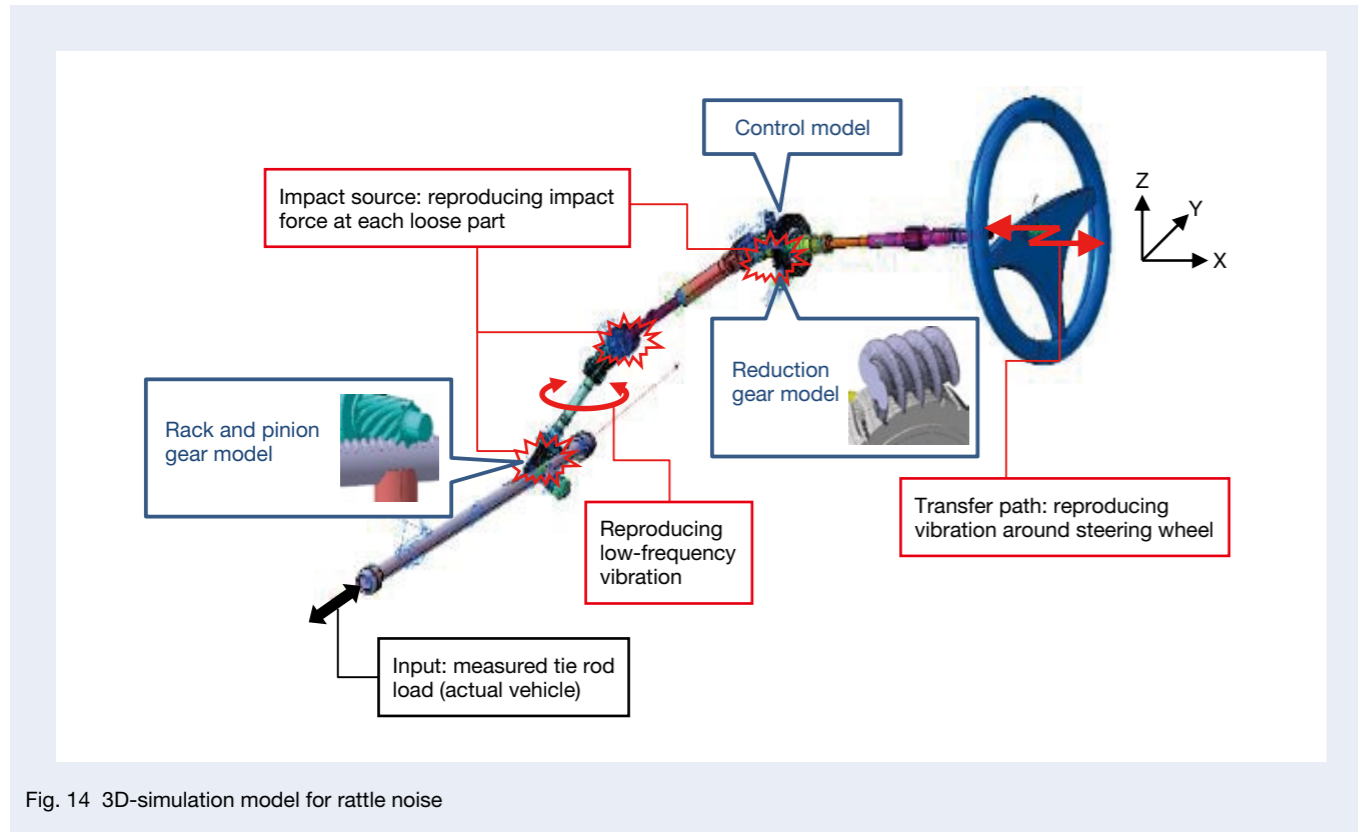 Control model
Impact source: reproducing impact
force at each loose part
Z
Y
X
Reduction
gear model
Rack and pinion
gear model
Transfer path: reproducing
vibration around steering wheel
Reproducing
low-frequency
vibration
Input: measured tie rod
load (actual vehicle)
Fig. 14 3D-simulation model for rattle noise